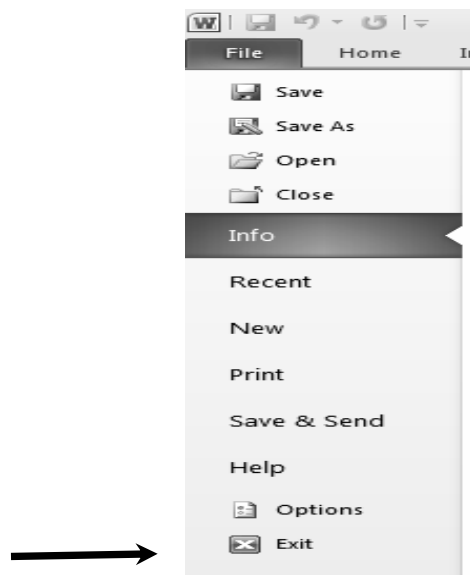 W
File Home I
Save
Save As
Open
Close
Info
Recent
New
Print
Save & Send
Help
Options
Exit